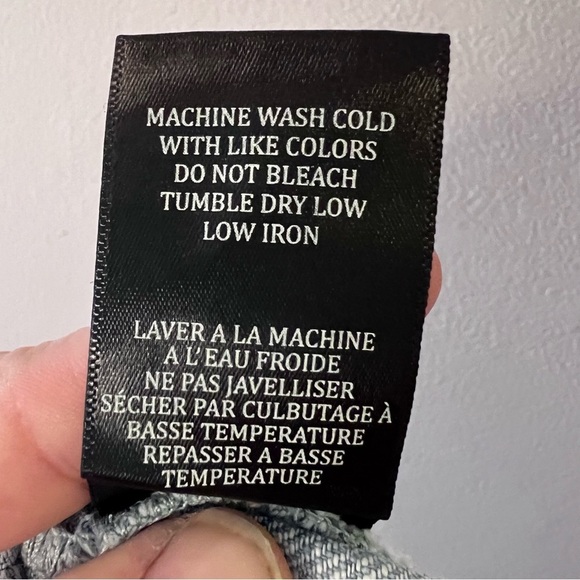 MACHINE WASH COLD
WITH LIKE COLORS
DO NOT BLEACH
TUMBLE DRY LOW
LOW IRON
LAVER A LA MACHINE
A L'EAU FROIDE
NE PAS JAVELLISER
SÉCHER PAR CULBUTAGE À
BASSE TEMPERATURE
REPASSER A BASSE
TEMPERATURE